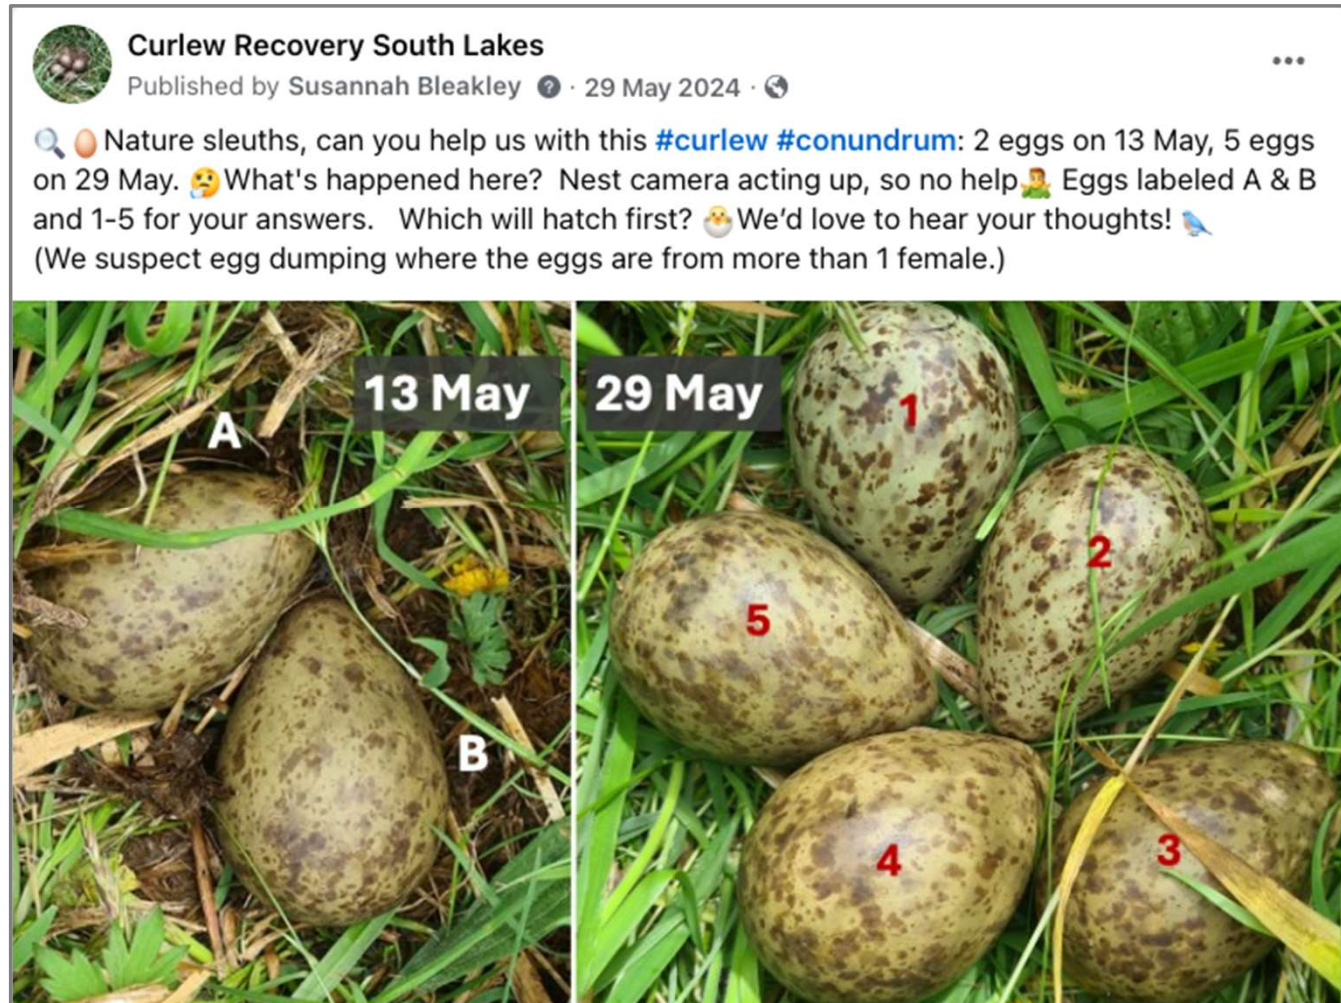 Curlew Recovery South Lakes
Published by Susannah Bleakley · 29 May 2024 ·
🔍🥚Nature sleuths, can you help us with this #curlew #conundrum: 2 eggs on 13 May, 5 eggs
on 29 May. 🤔What's happened here?  Nest camera acting up, so no help🤷‍♂️ Eggs labeled A & B
and 1-5 for your answers.   Which will hatch first? 🐣We’d love to hear your thoughts! 🐦
(We suspect egg dumping where the eggs are from more than 1 female.)
13 May
A
B
29 May
1
2
5
4
3